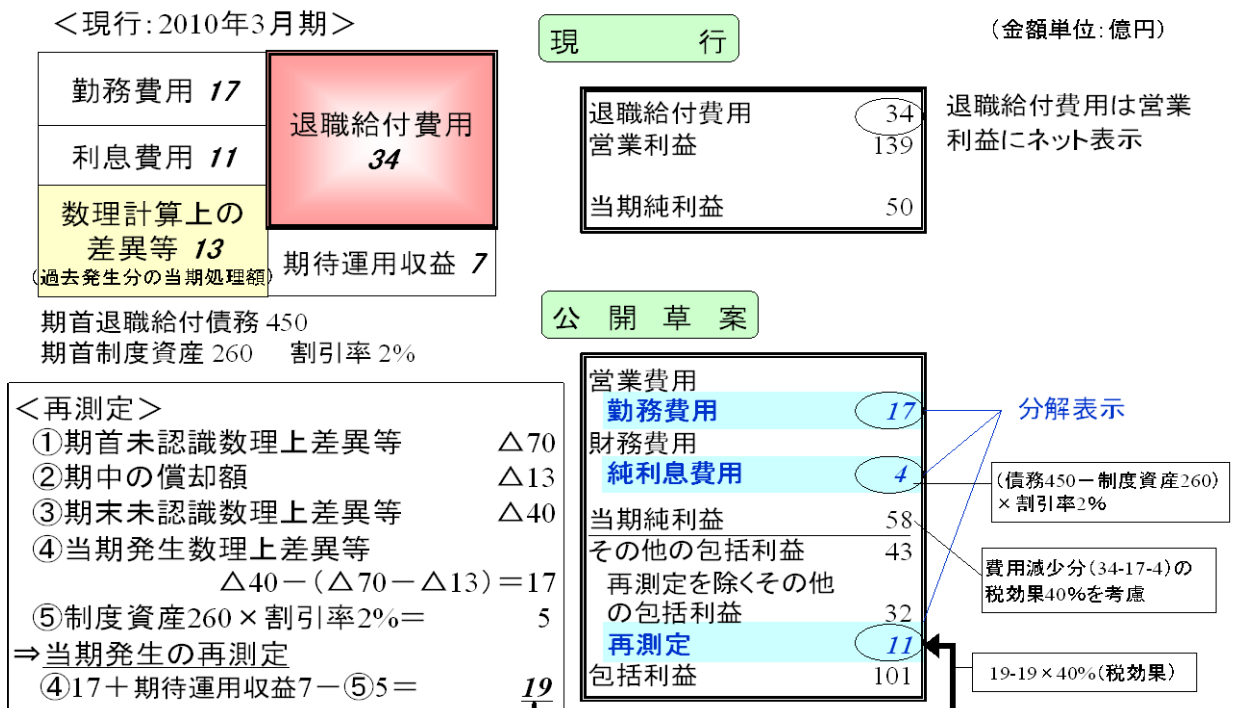 <現行:2010年3月期>
勤務費用 17
利息費用 11
数理計算上の
差異等 13
(過去発生分の当期処理額)
退職給付費用
34
期待運用収益 7
期首退職給付債務 450
期首制度資産 260 割引率 2%
<再測定>
①期首未認識数理上差異等 △70
②期中の償却額 △13
③期末未認識数理上差異等 △40
④当期発生数理上差異等
△40-(△70-△13)=17
⑤制度資産260×割引率2%= 5
⇒当期発生の再測定
④17+期待運用収益7-⑤5= 19
現 行
(金額単位:億円)
退職給付費用 34
営業利益 139
当期純利益 50
退職給付費用は営業
利益にネット表示
公 開 草 案
営業費用
勤務費用 17
財務費用
純利息費用 4
当期純利益 58
その他の包括利益 43
再測定を除くその他
の包括利益 32
再測定 11
包括利益 101
分解表示
(債務450-制度資産260)
×割引率2%
費用減少分(34-17-4)の
税効果40%を考慮
19-19×40%(税効果)